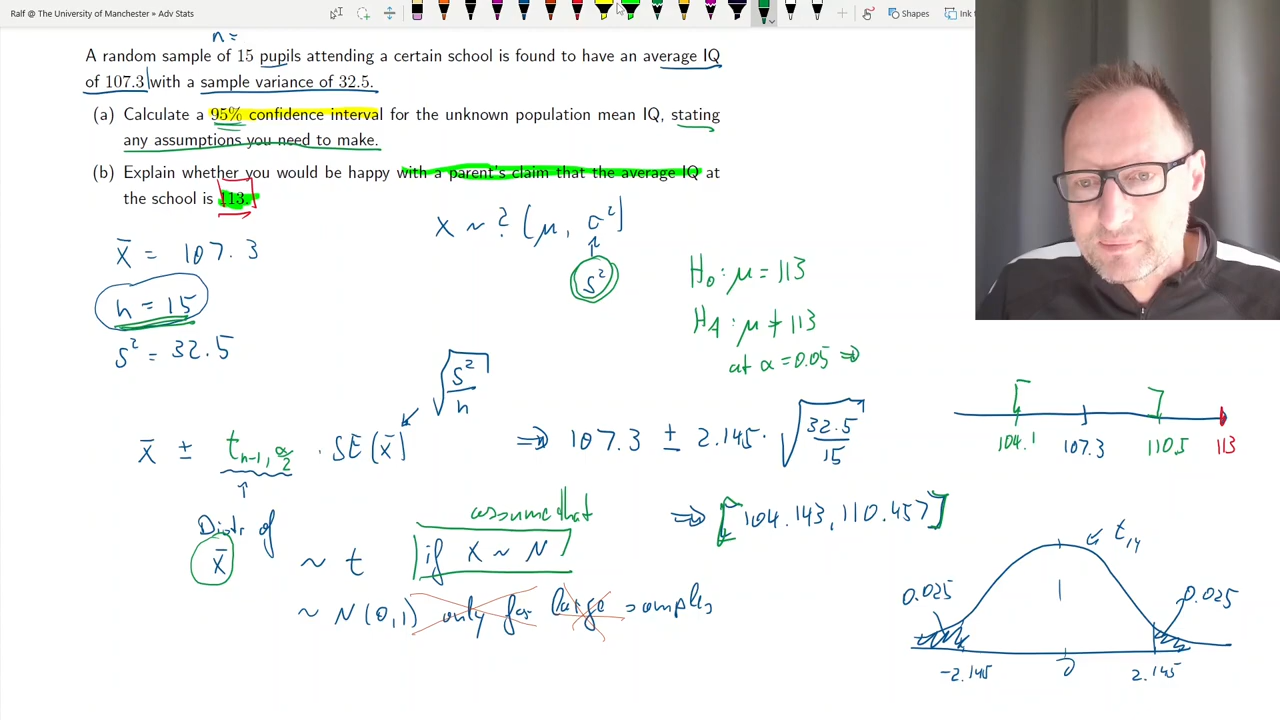 Ralf @ The University of Manchester » Adv Stats
Shapes
Ink
n=
A random sample of 15 pupils attending a certain school is found to have an average IQ
of 107.3 with a sample variance of 32.5.
(a) Calculate a 95% confidence interval for the unknown population mean IQ, stating
any assumptions you need to make.
(b) Explain whether you would be happy with a parent's claim that the average IQ at
the school is 113.
X ~ ? (μ, σ²)
s²
x̄ = 107.3
n = 15
s² = 32.5
H₀: μ = 113
H_A: μ ≠ 113
at α = 0.05 ⇒
√(s²/n)
x̄ ± t_{n-1, α/2} · SE(x̄) ⇒ 107.3 ± 2.145 · √(32.5/15)
[ ]
104.1 107.3 110.5 113
⇒ [104.143, 110.457]
assume that
Distr of
x̄ ~ t if X ~ N
~ N(0,1) only for large samples
t₁₄
0.025 0.025
-2.145 0 2.145